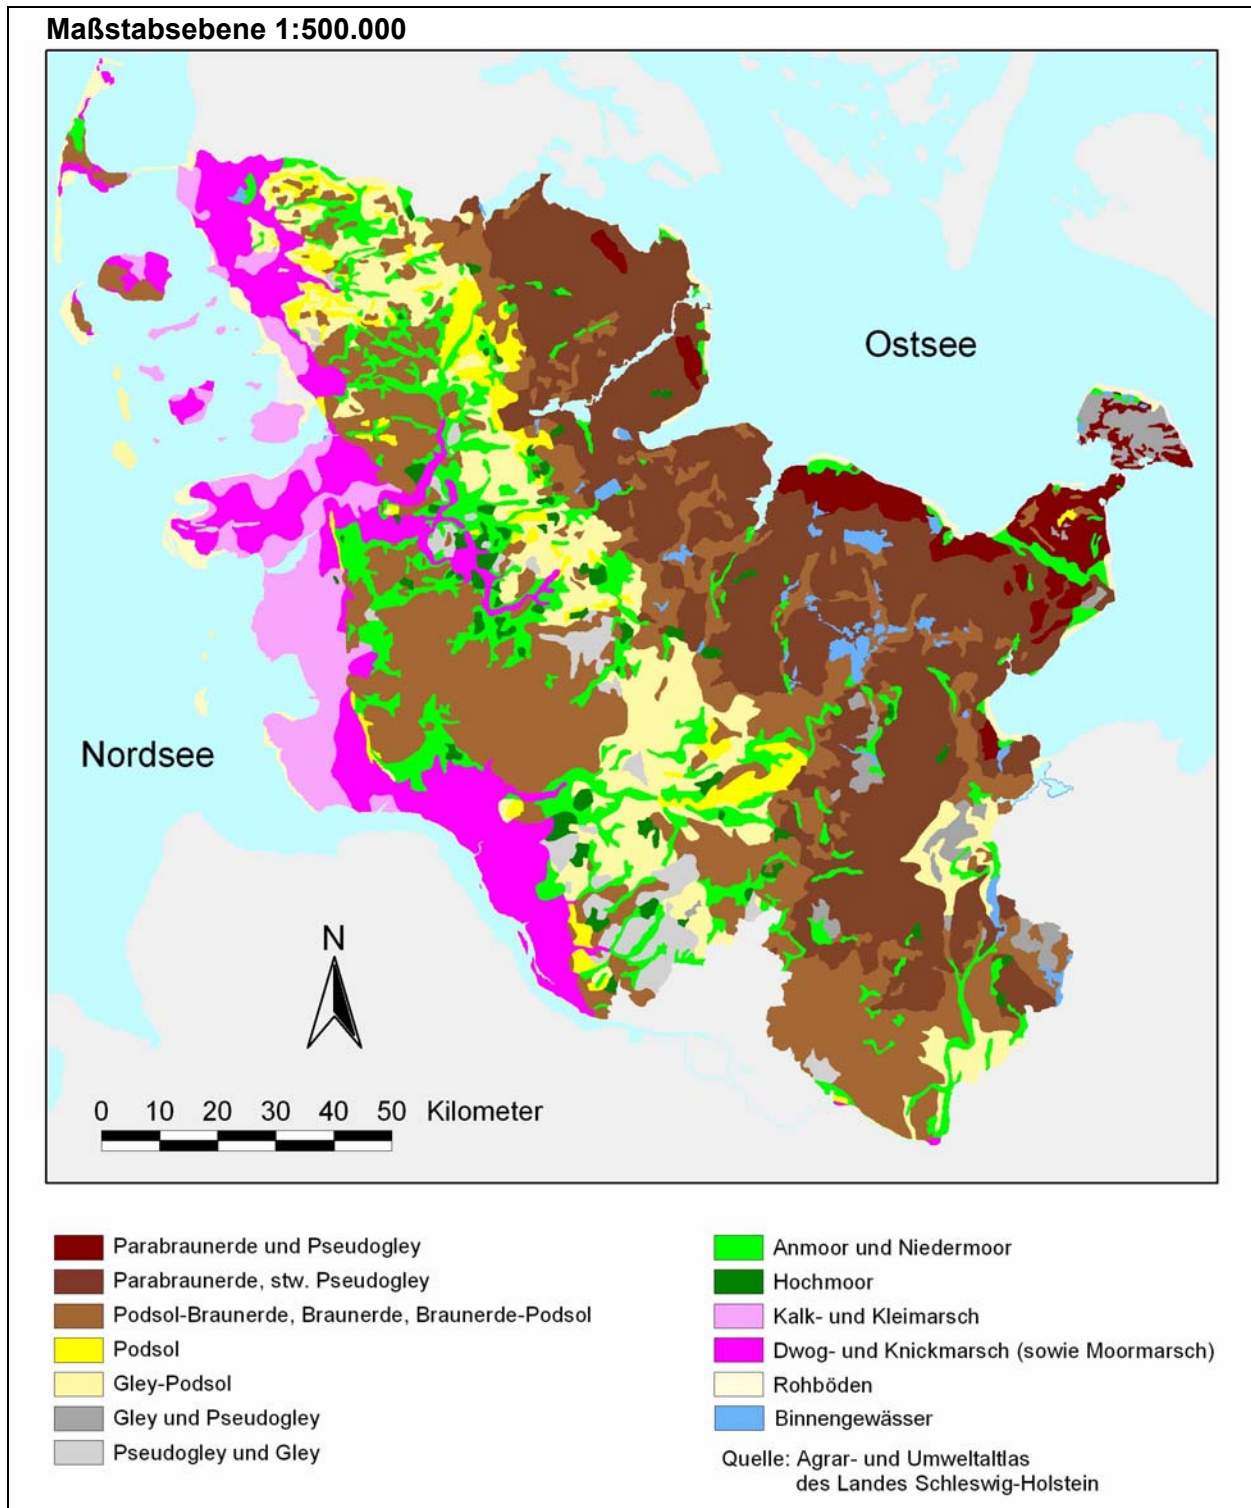 Maßstabsebene 1:500.000
Ostsee
Nordsee
N
0 10 20 30 40 50 Kilometer
Parabraunerde und Pseudogley
Parabraunerde, stw. Pseudogley
Podsol-Braunerde, Braunerde, Braunerde-Podsol
Podsol
Gley-Podsol
Gley und Pseudogley
Pseudogley und Gley
Anmoor und Niedermoor
Hochmoor
Kalk- und Kleimarsch
Dwog- und Knickmarsch (sowie Moormarsch)
Rohböden
Binnengewässer
Quelle: Agrar- und Umweltaltlas
des Landes Schleswig-Holstein